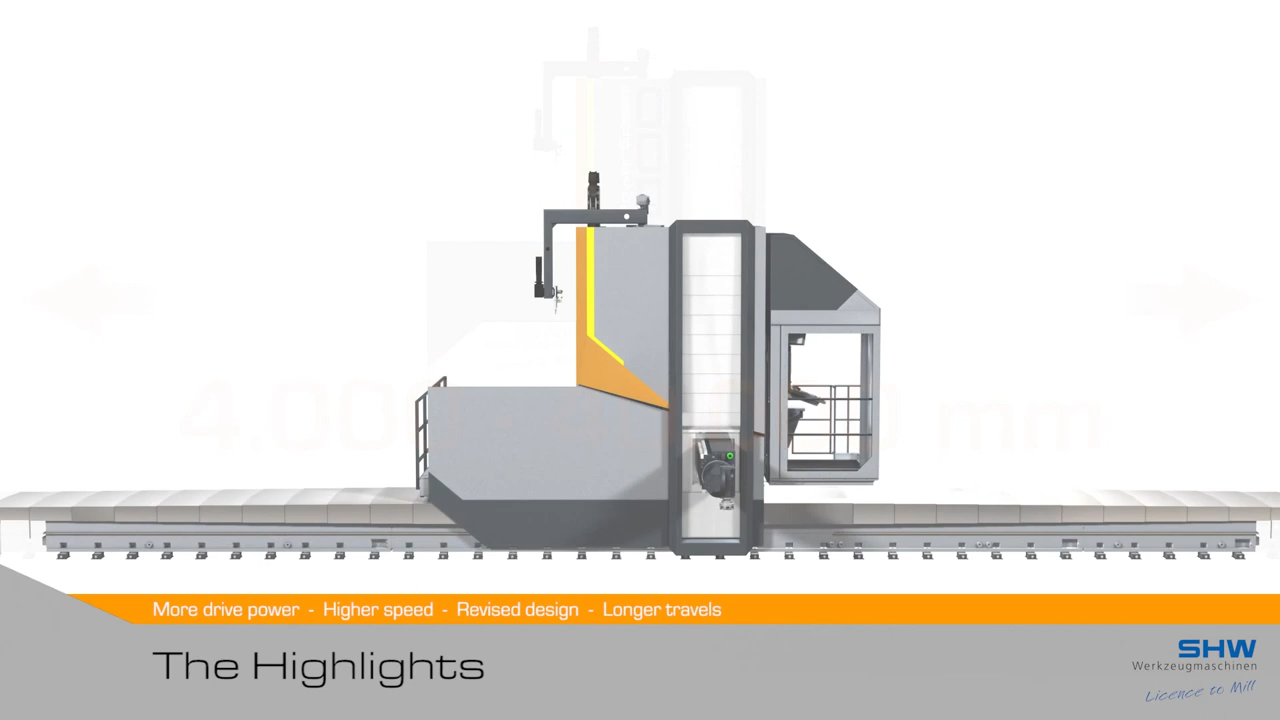 More drive power - Higher speed - Revised design - Longer travels
The Highlights
SHW
Werkzeugmaschinen
Licence to Mill